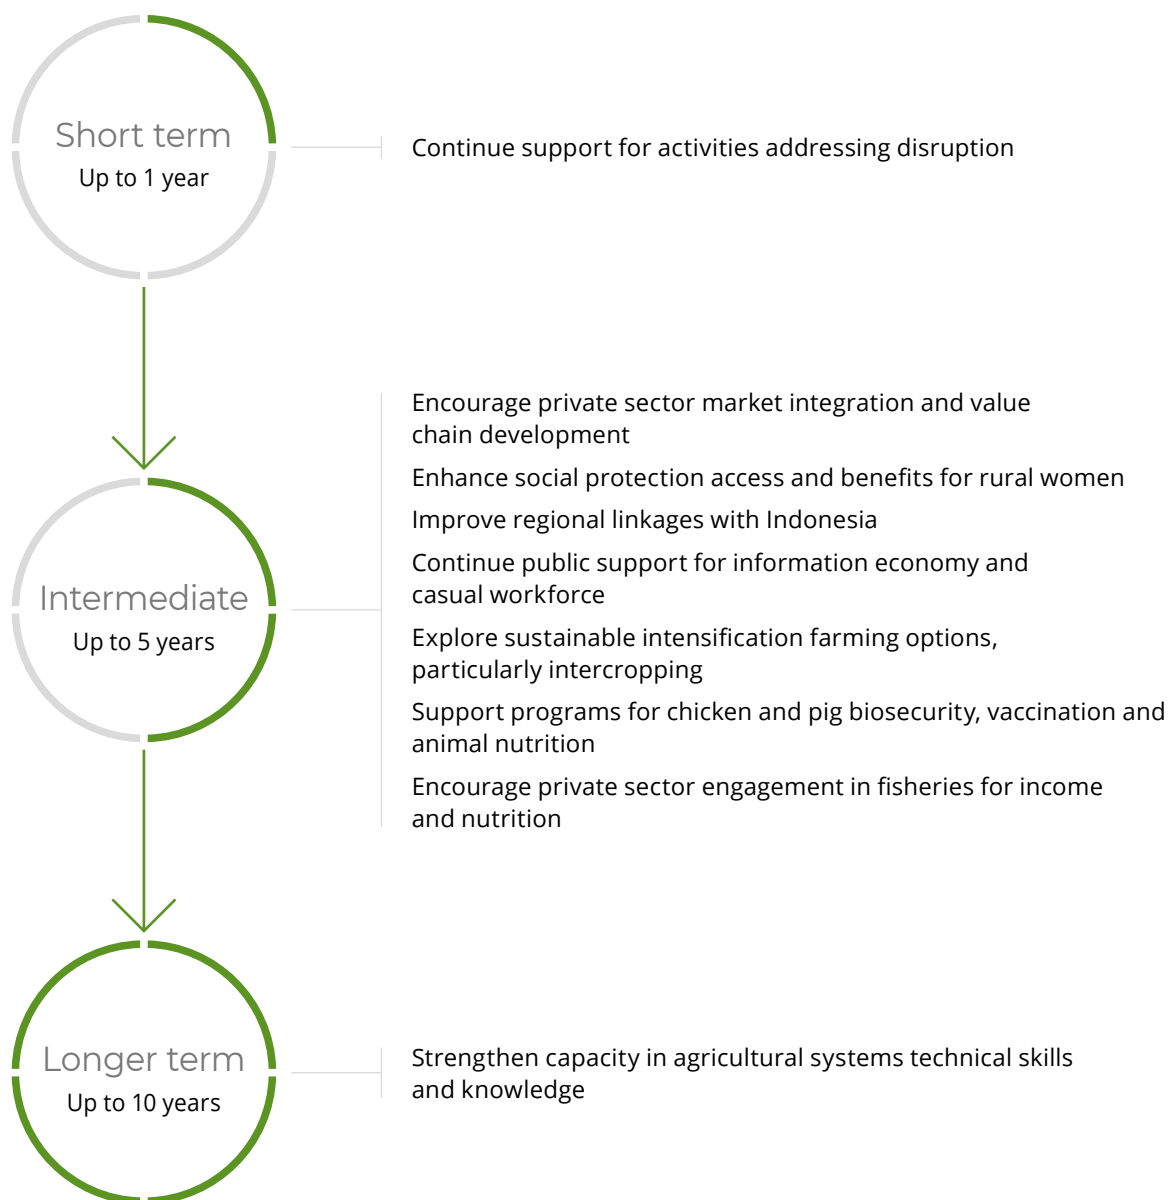 Short term
Up to 1 year
Continue support for activities addressing disruption
Intermediate
Up to 5 years
Encourage private sector market integration and value
chain development
Enhance social protection access and benefits for rural women
Improve regional linkages with Indonesia
Continue public support for information economy and
casual workforce
Explore sustainable intensification farming options,
particularly intercropping
Support programs for chicken and pig biosecurity, vaccination and
animal nutrition
Encourage private sector engagement in fisheries for income
and nutrition
Longer term
Up to 10 years
Strengthen capacity in agricultural systems technical skills
and knowledge